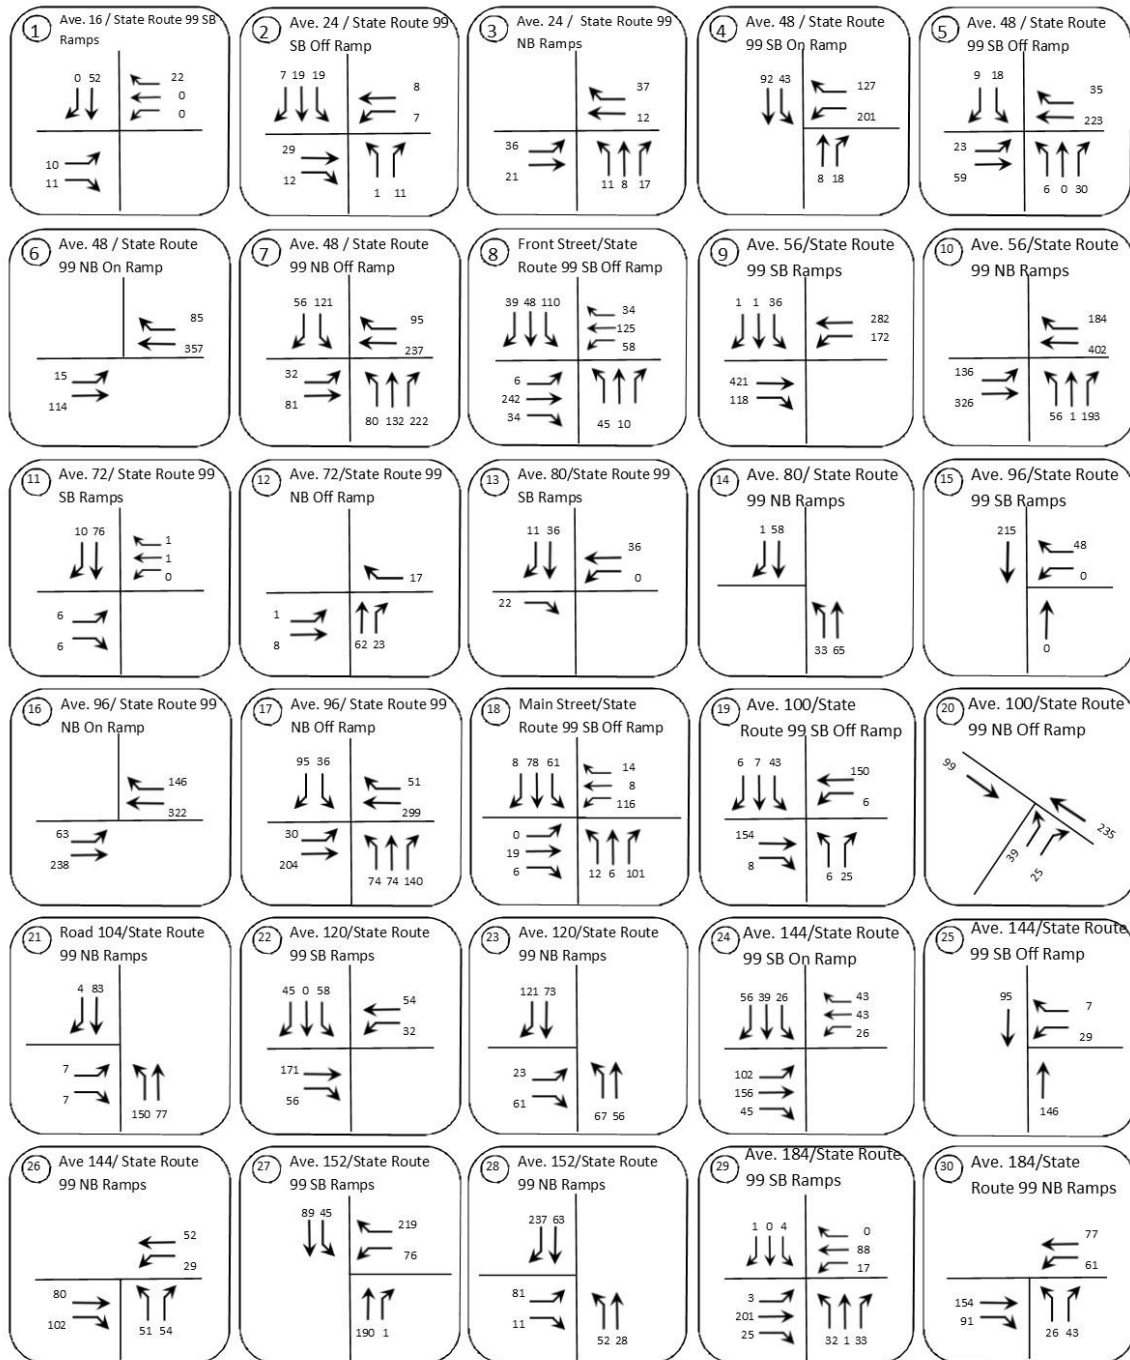 1 Ave. 16 / State Route 99 SB
Ramps
0 52
22
0
0
10
11
2 Ave. 24 / State Route 99
SB Off Ramp
7 19 19
8
7
29
12
1 11
3 Ave. 24 / State Route 99
NB Ramps
37
12
36
21
11 8 17
4 Ave. 48 / State Route
99 SB On Ramp
92 43
127
201
8 18
5 Ave. 48 / State Route
99 SB Off Ramp
9 18
35
223
23
59
6 0 30
6 Ave. 48 / State Route
99 NB On Ramp
85
357
15
114
7 Ave. 48 / State Route
99 NB Off Ramp
56 121
95
237
32
81
80 132 222
8 Front Street/State
Route 99 SB Off Ramp
39 48 110
34
125
58
6
242
34
45 10
9 Ave. 56/State Route
99 SB Ramps
1 1 36
282
172
421
118
10 Ave. 56/State Route
99 NB Ramps
184
402
136
326
56 1 193
11 Ave. 72/ State Route 99
SB Ramps
10 76
1
1
0
6
6
12 Ave. 72/State Route 99
NB Off Ramp
17
1
8
62 23
13 Ave. 80/State Route 99
SB Ramps
11 36
36
0
22
14 Ave. 80/ State Route
99 NB Ramps
1 58
33 65
15 Ave. 96/State Route
99 SB Ramps
215
48
0
0
16 Ave. 96/ State Route 99
NB On Ramp
146
322
63
238
17 Ave. 96/ State Route 99
NB Off Ramp
95 36
51
299
30
204
74 74 140
18 Main Street/State
Route 99 SB Off Ramp
8 78 61
14
8
116
0
19
6
12 6 101
19 Ave. 100/State
Route 99 SB Off Ramp
6 7 43
150
6
154
8
6 25
20 Ave. 100/State Route
99 NB Off Ramp
99
235
39
25
21 Road 104/State Route
99 NB Ramps
4 83
7
7
150 77
22 Ave. 120/State Route
99 SB Ramps
45 0 58
54
32
171
56
23 Ave. 120/State Route
99 NB Ramps
121 73
23
61
67 56
24 Ave. 144/State Route
99 SB On Ramp
56 39 26
43
43
26
102
156
45
25 Ave. 144/State Route
99 SB Off Ramp
95
7
29
146
26 Ave 144/ State Route
99 NB Ramps
52
29
80
102
51 54
27 Ave. 152/State Route
99 SB Ramps
89 45
219
76
190 1
28 Ave. 152/State Route
99 NB Ramps
237 63
81
11
52 28
29 Ave. 184/State Route
99 SB Ramps
1 0 4
0
88
17
3
201
25
32 1 33
30 Ave. 184/State
Route 99 NB Ramps
77
61
154
91
26 43